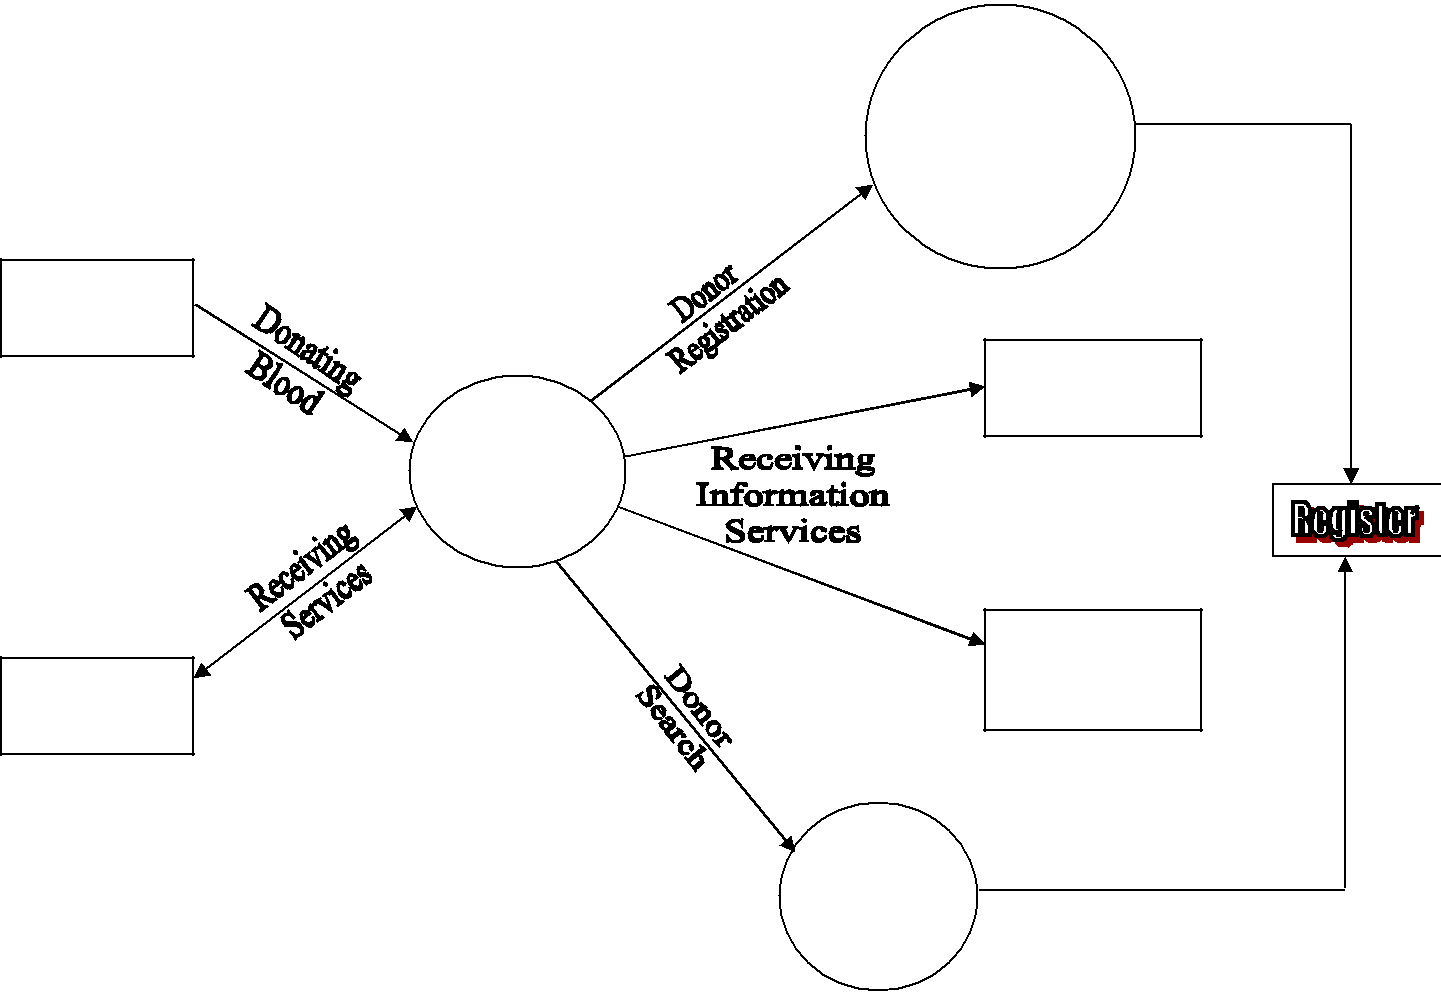 Donor
Registration
Donating
Blood
Receiving
Information
Services
Register
Receiving
Services
Donor
Search